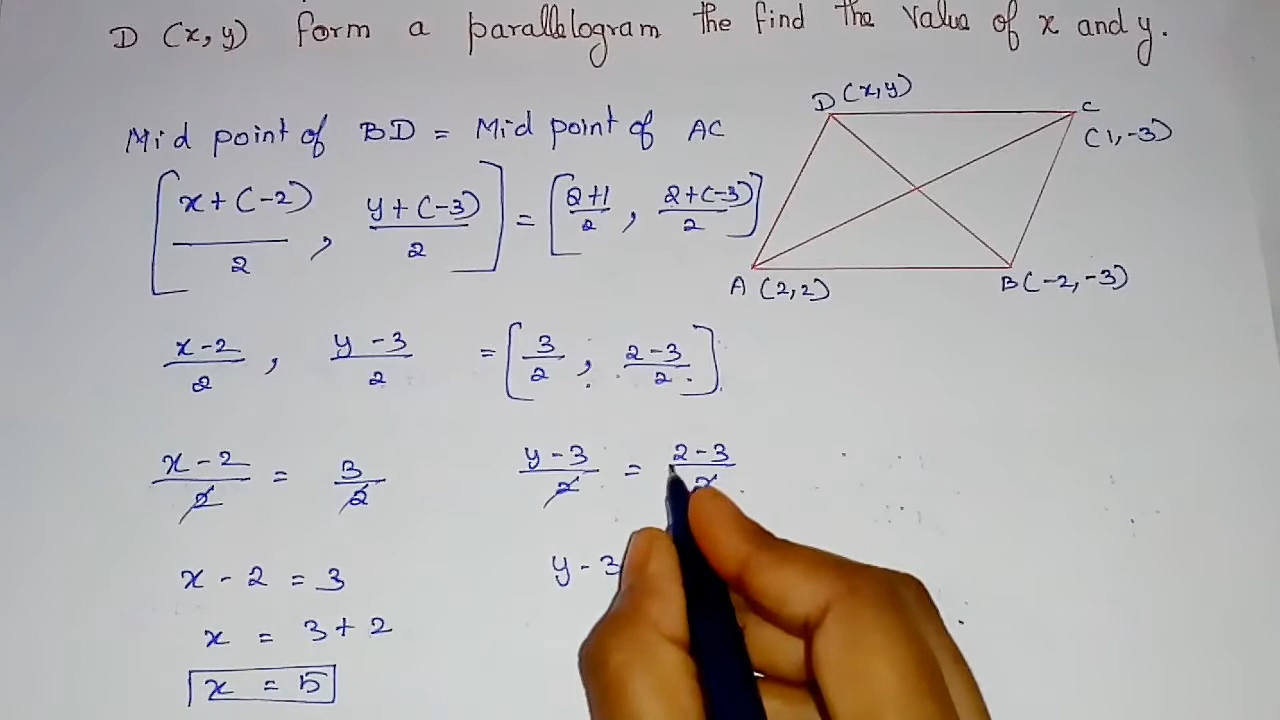 D (x,y) form a parallelogram the find the value of x and y.
Mid point of BD = Mid point of AC
[x+(-2)/2 , y+(-3)/2] = [2+1/2 , 2+(-3)/2]
D (x,y)
C (1,-3)
A (2,2)
B(-2,-3)
x-2/2 , y-3/2 = [3/2 , 2-3/2]
x-2/2 = 3/2
y-3/2 = 2-3/2
x-2 = 3
y-3
x = 3+2
x = 5